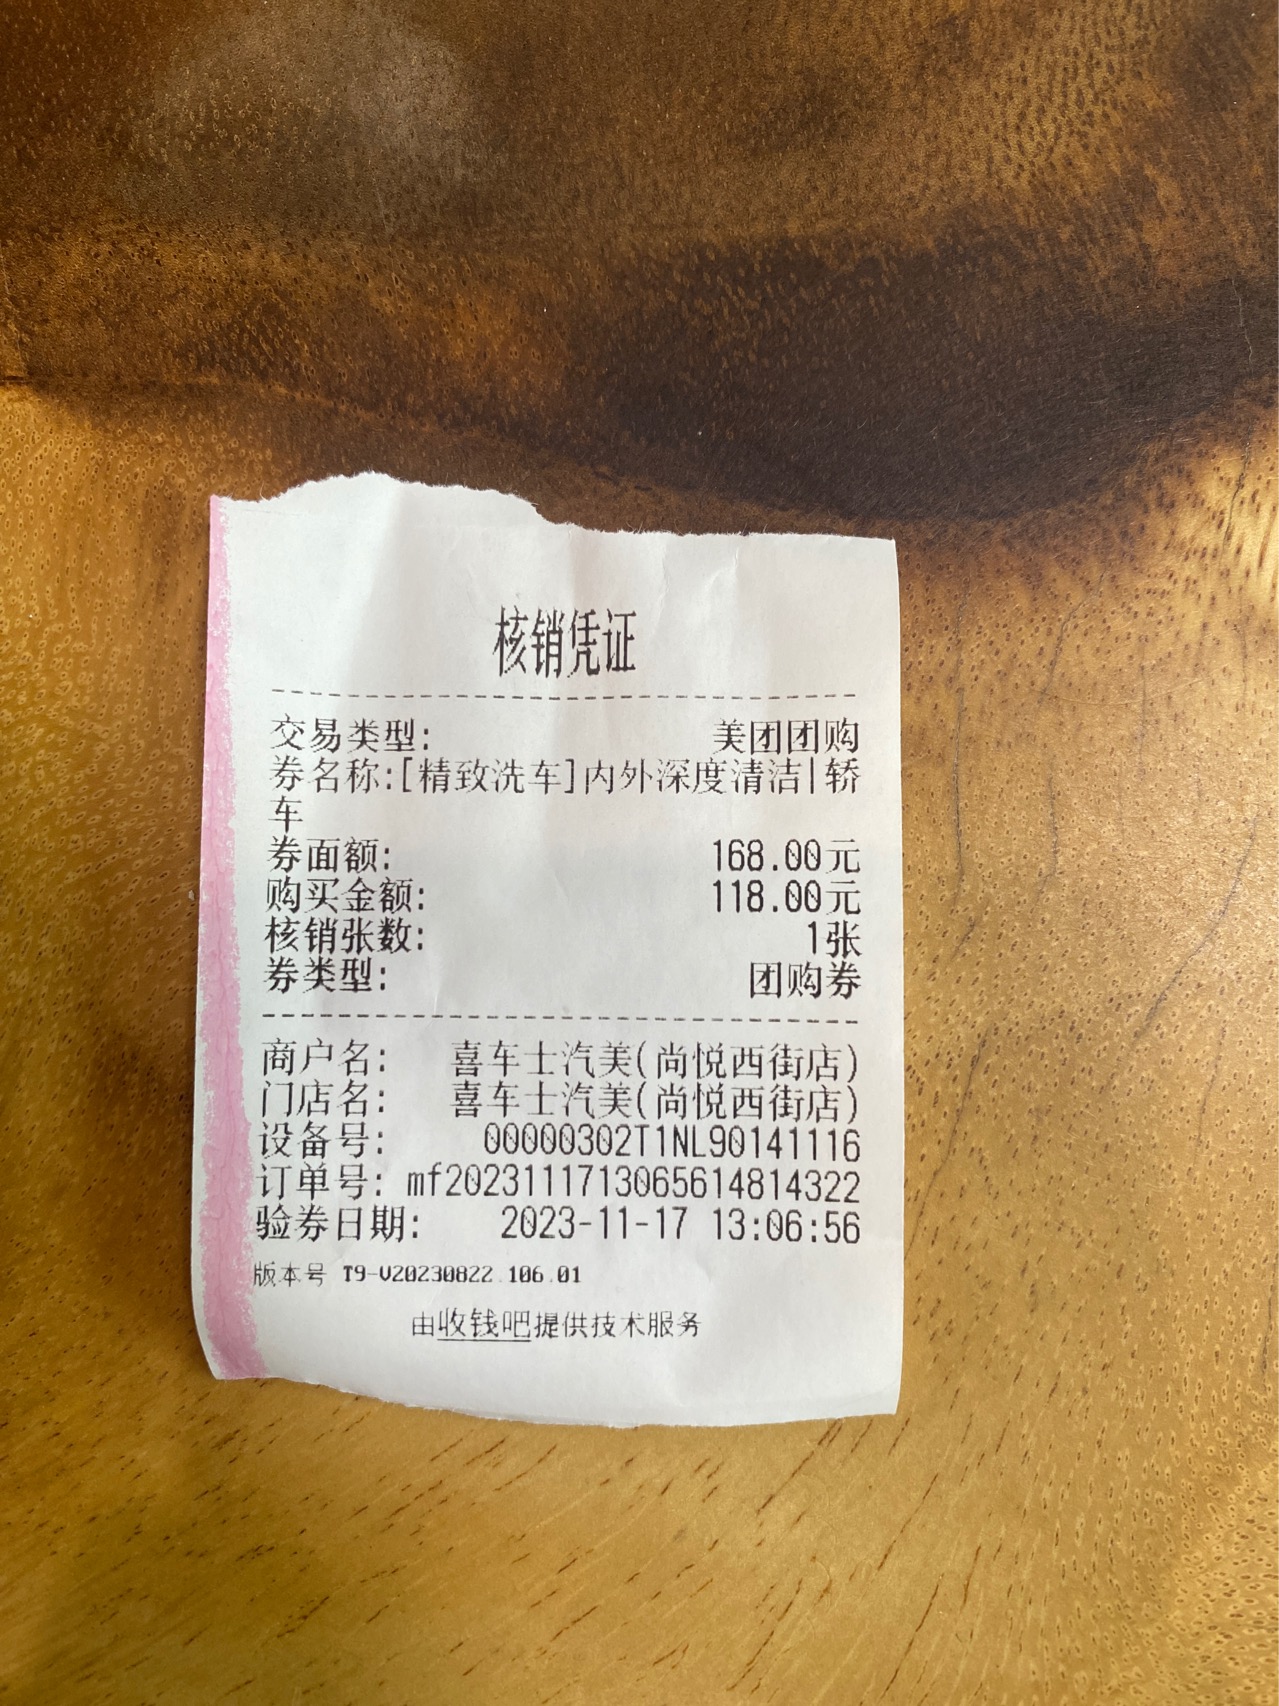 核销凭证
交易类型: 美团团购
券名称:[精致洗车]内外深度清洁|轿
车
券面额: 168.00元
购买金额: 118.00元
核销张数: 1张
券类型: 团购券
商户名: 喜车士汽美(尚悦西街店)
门店名: 喜车士汽美(尚悦西街店)
设备号: 00000302T1NL90141116
订单号: mf2023111713065614814322
验券日期: 2023-11-17 13:06:56
版本号 T9-V20230822.106.01
由收钱吧提供技术服务